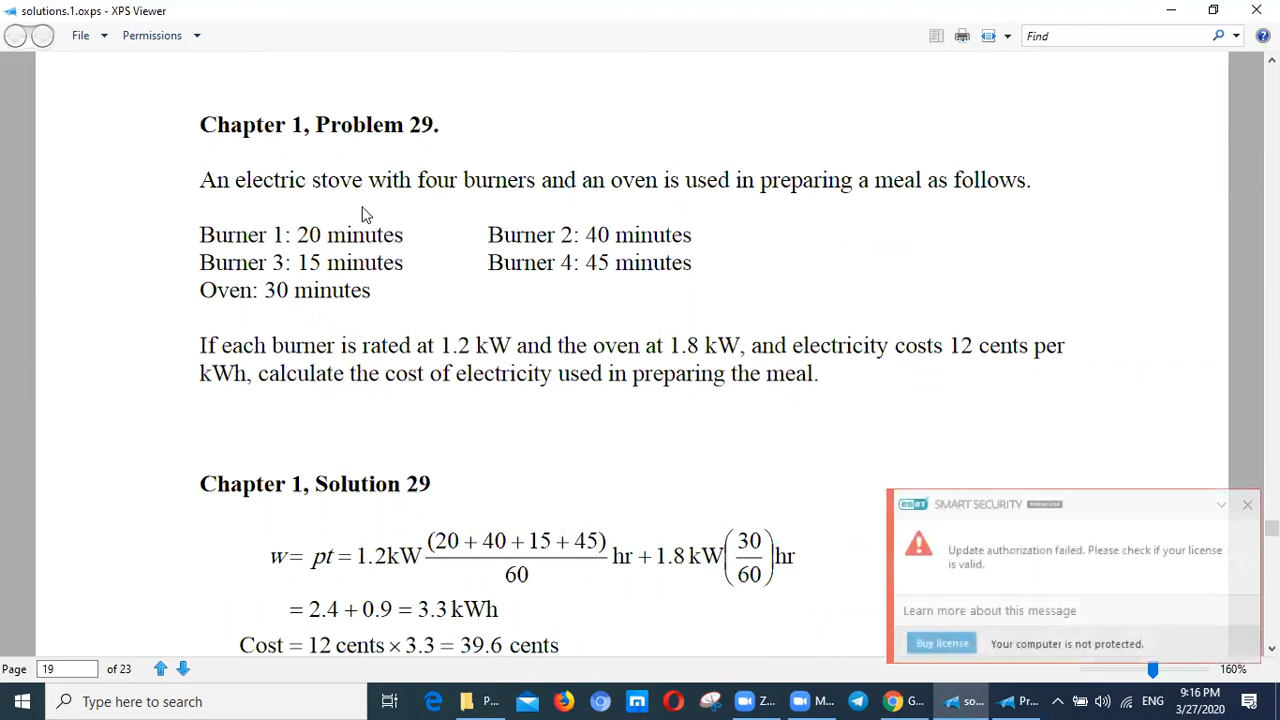 solutions.1.oxps - XPS Viewer
File Permissions Find
Chapter 1, Problem 29.
An electric stove with four burners and an oven is used in preparing a meal as follows.
Burner 1: 20 minutes Burner 2: 40 minutes
Burner 3: 15 minutes Burner 4: 45 minutes
Oven: 30 minutes
If each burner is rated at 1.2 kW and the oven at 1.8 kW, and electricity costs 12 cents per
kWh, calculate the cost of electricity used in preparing the meal.
Chapter 1, Solution 29
w = pt = 1.2kW (20 + 40 + 15 + 45)/60 hr + 1.8 kW (30/60) hr
= 2.4 + 0.9 = 3.3 kWh
Cost = 12 cents × 3.3 = 39.6 cents
eset SMART SECURITY PREMIUM
Update authorization failed. Please check if your license
is valid.
Learn more about this message
Buy license Your computer is not protected.
Page 19 of 23 160%
Type here to search P... Z... M... G... so... Pr... ENG 9:16 PM
3/27/2020